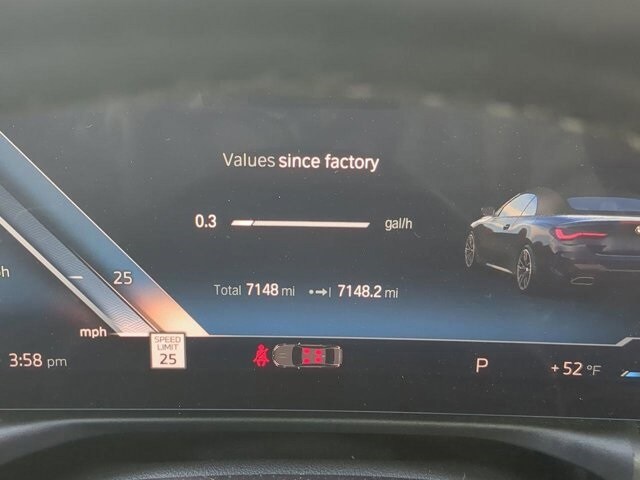 Values since factory
0.3 gal/h
25
Total 7148 mi 7148.2 mi
mph
SPEED
LIMIT
25
3:58 pm
P
+52 °F